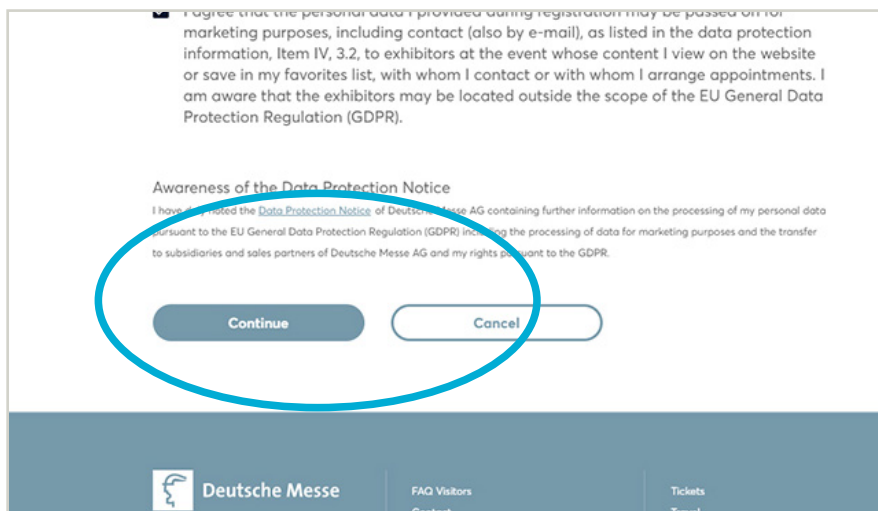 I agree that the personal data I provided during registration may be passed on for
marketing purposes, including contact (also by e-mail), as listed in the data protection
information, Item IV, 3.2, to exhibitors at the event whose content I view on the website
or save in my favorites list, with whom I contact or with whom I arrange appointments. I
am aware that the exhibitors may be located outside the scope of the EU General Data
Protection Regulation (GDPR).
Awareness of the Data Protection Notice
I have duly noted the Data Protection Notice of Deutsche Messe AG containing further information on the processing of my personal data
pursuant to the EU General Data Protection Regulation (GDPR) including the processing of data for marketing purposes and the transfer
to subsidiaries and sales partners of Deutsche Messe AG and my rights pursuant to the GDPR.
Continue
Cancel
Deutsche Messe
FAQ Visitors
Tickets
Contact
Travel